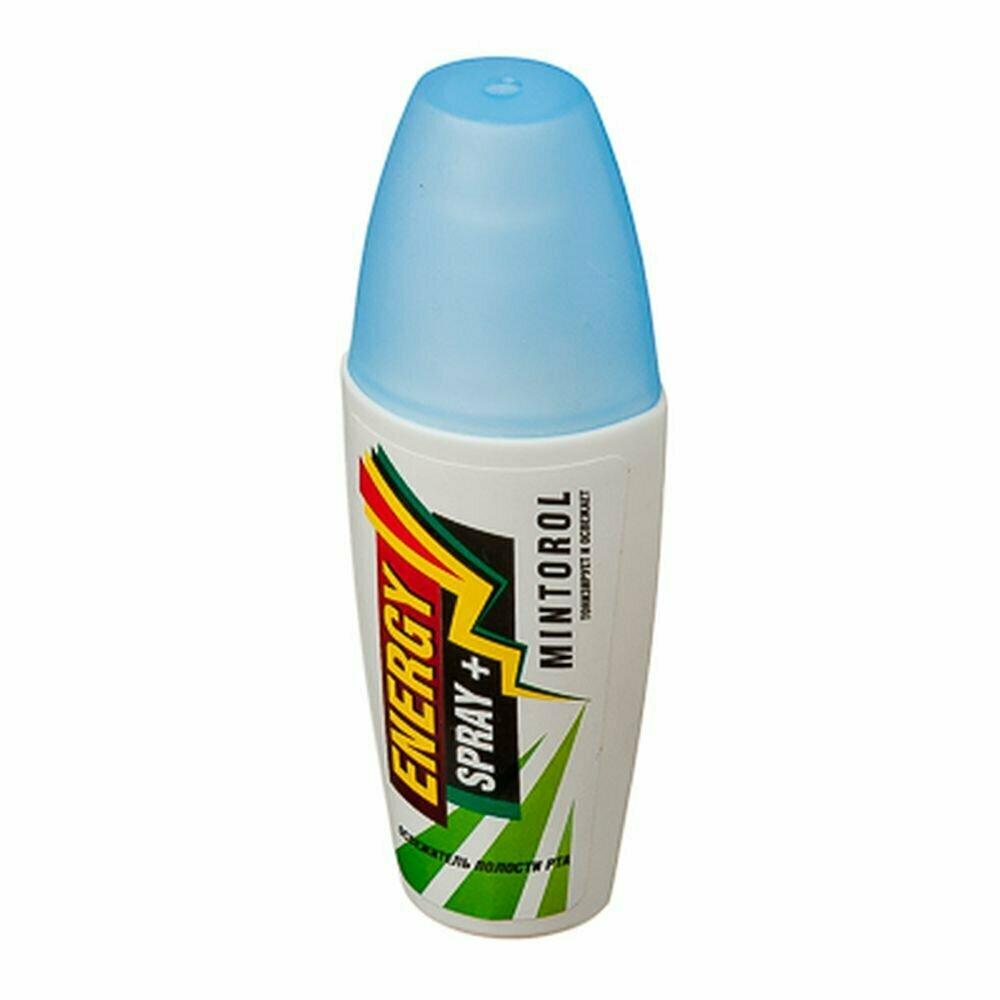 ENERGY
SPRAY +
MINTOROL
ТОНИЗИРУЕТ И ОСВЕЖАЕТ
ОСВЕЖИТЕЛЬ ПОЛОСТИ РТА